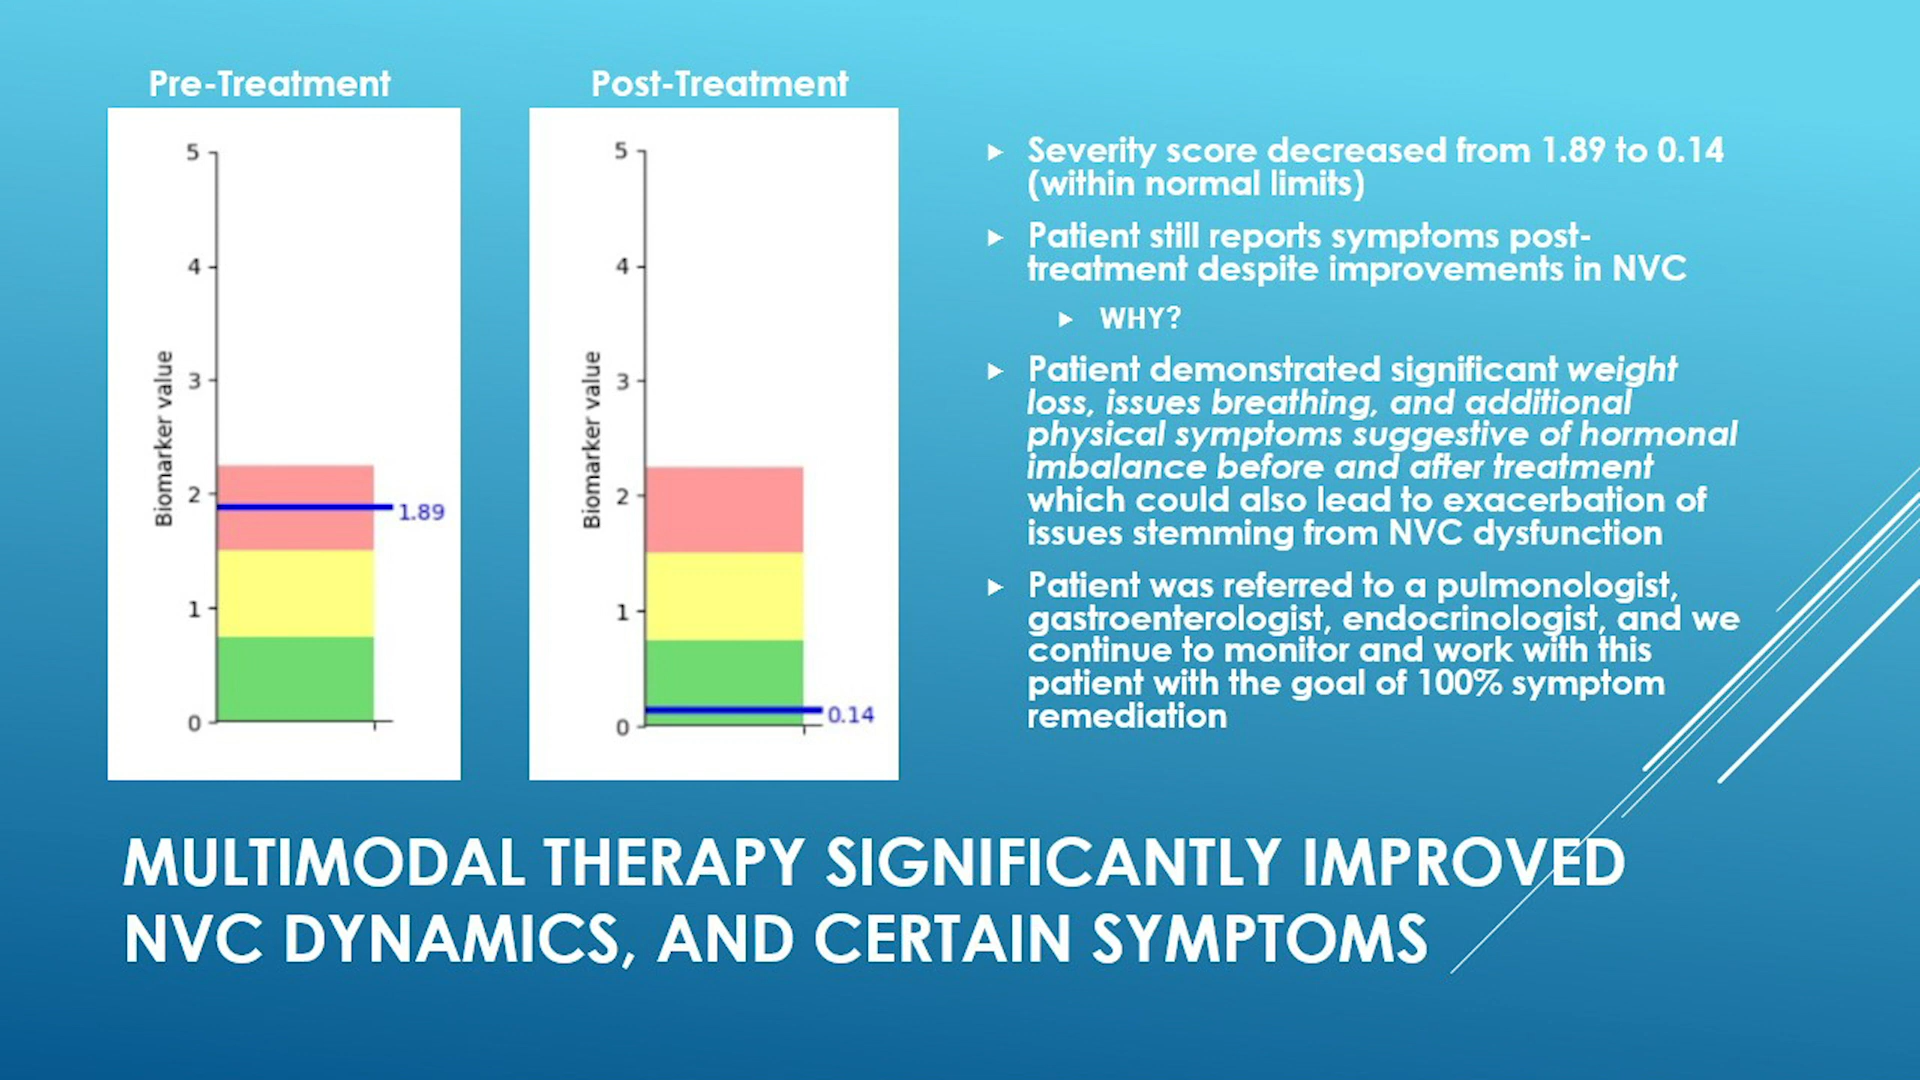 Pre-Treatment
5
4
3
2
1
0
Biomarker value
1.89
Post-Treatment
5
4
3
2
1
0
Biomarker value
0.14
Severity score decreased from 1.89 to 0.14
(within normal limits)
Patient still reports symptoms post-
treatment despite improvements in NVC
WHY?
Patient demonstrated significant weight
loss, issues breathing, and additional
physical symptoms suggestive of hormonal
imbalance before and after treatment
which could also lead to exacerbation of
issues stemming from NVC dysfunction
Patient was referred to a pulmonologist,
gastroenterologist, endocrinologist, and we
continue to monitor and work with this
patient with the goal of 100% symptom
remediation
MULTIMODAL THERAPY SIGNIFICANTLY IMPROVED
NVC DYNAMICS, AND CERTAIN SYMPTOMS